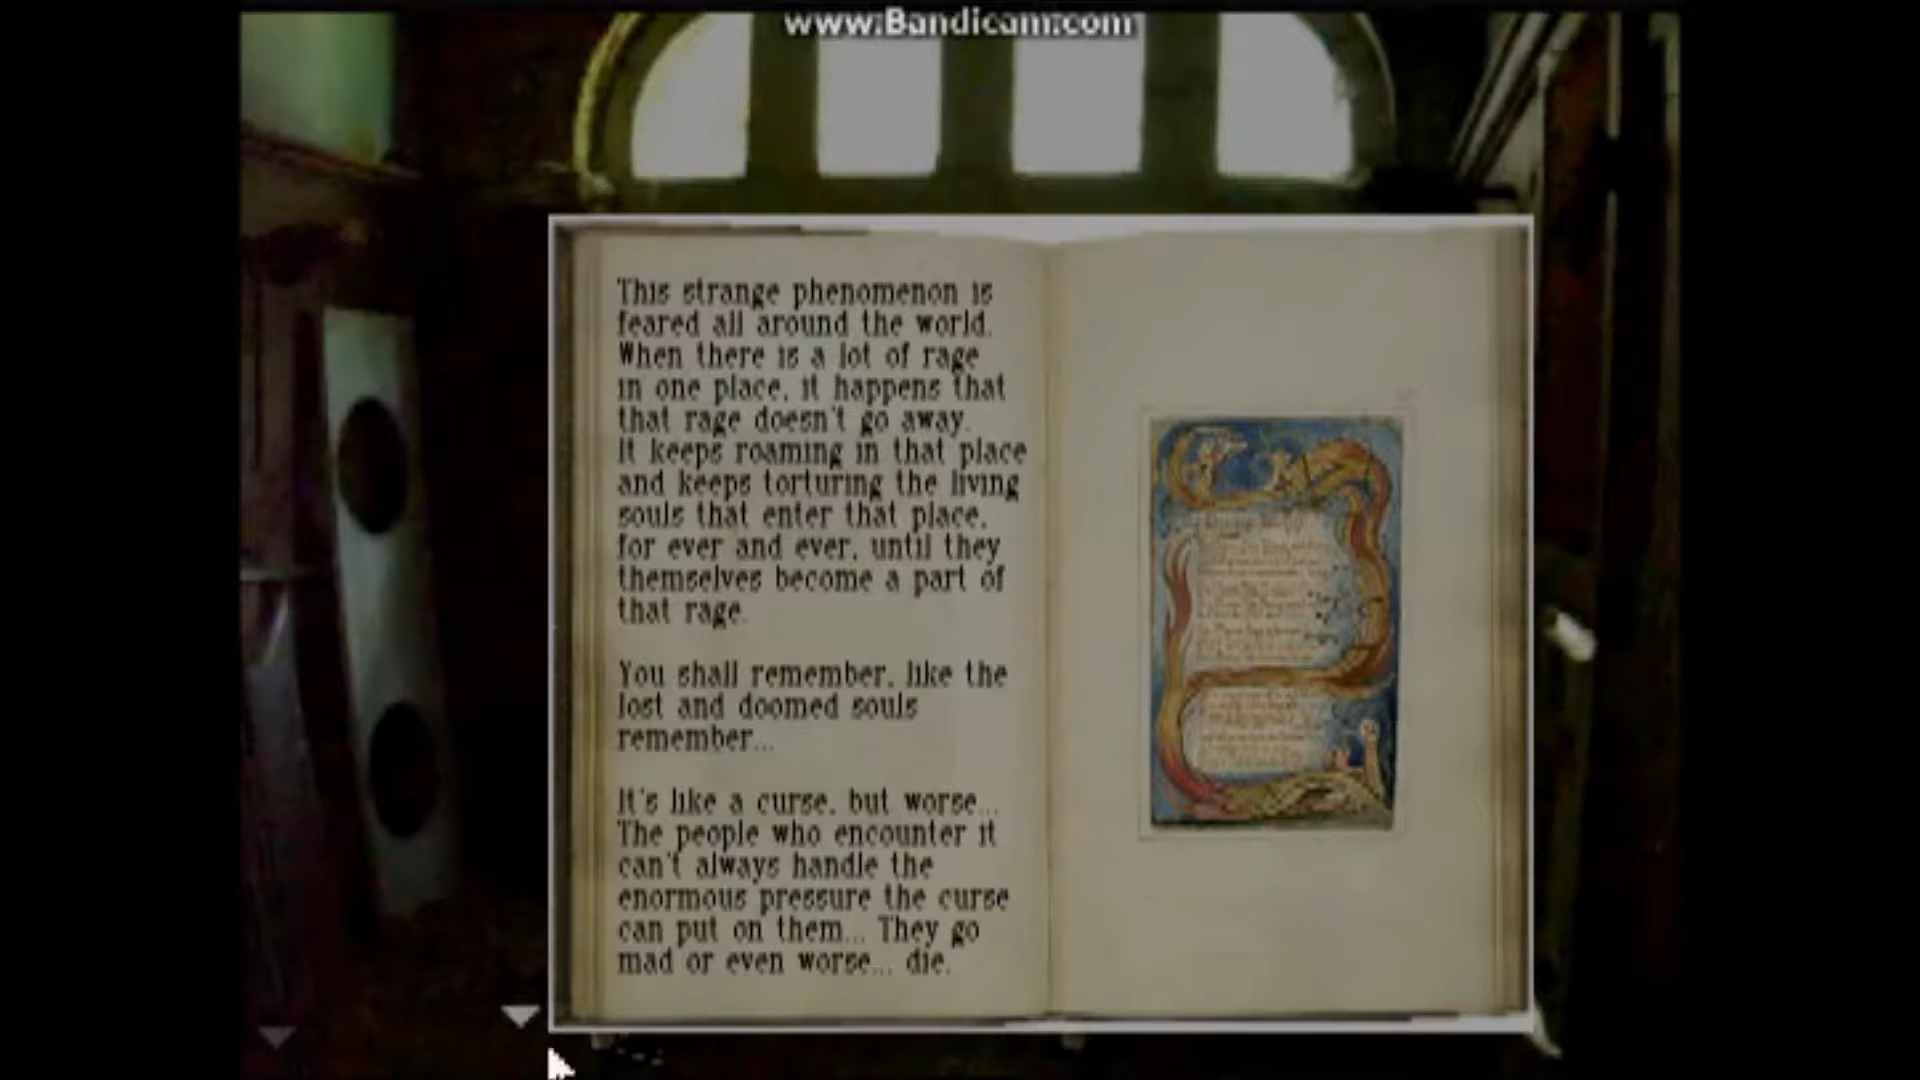 www.Bandicam.com
This strange phenomenon is
feared all around the world.
When there is a lot of rage
in one place, it happens that
that rage doesn't go away.
It keeps roaming in that place
and keeps torturing the living
souls that enter that place,
for ever and ever, until they
themselves become a part of
that rage.
You shall remember, like the
lost and doomed souls
remember...
It's like a curse, but worse...
The people who encounter it
can't always handle the
enormous pressure the curse
can put on them... They go
mad or even worse... die.